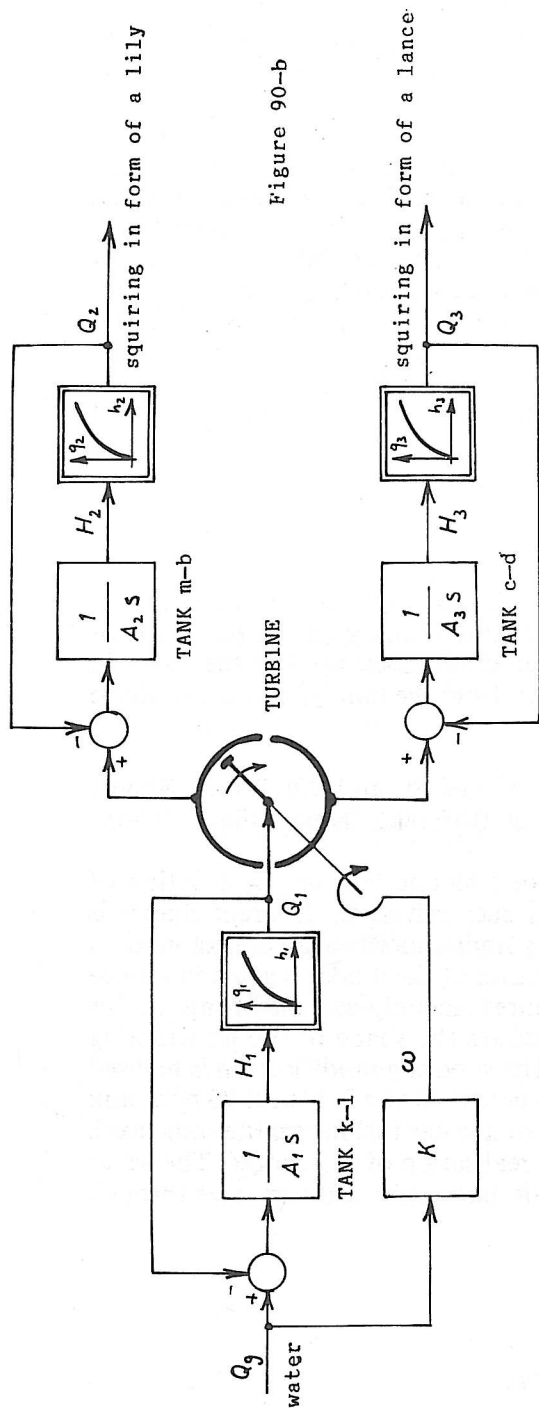 Q₂
q₂
h₂
H₂
1
A₂ s
squiring in form of a lily
TANK m-b
-
+
TURBINE
Figure 90-b
Q₁
q₁
h₁
H₁
1
A₁ s
TANK k-l
-
+
Qg
water
K
ω
+
-
1
A₃ s
TANK c-d
H₃
q₃
h₃
squiring in form of a lance
Q₃